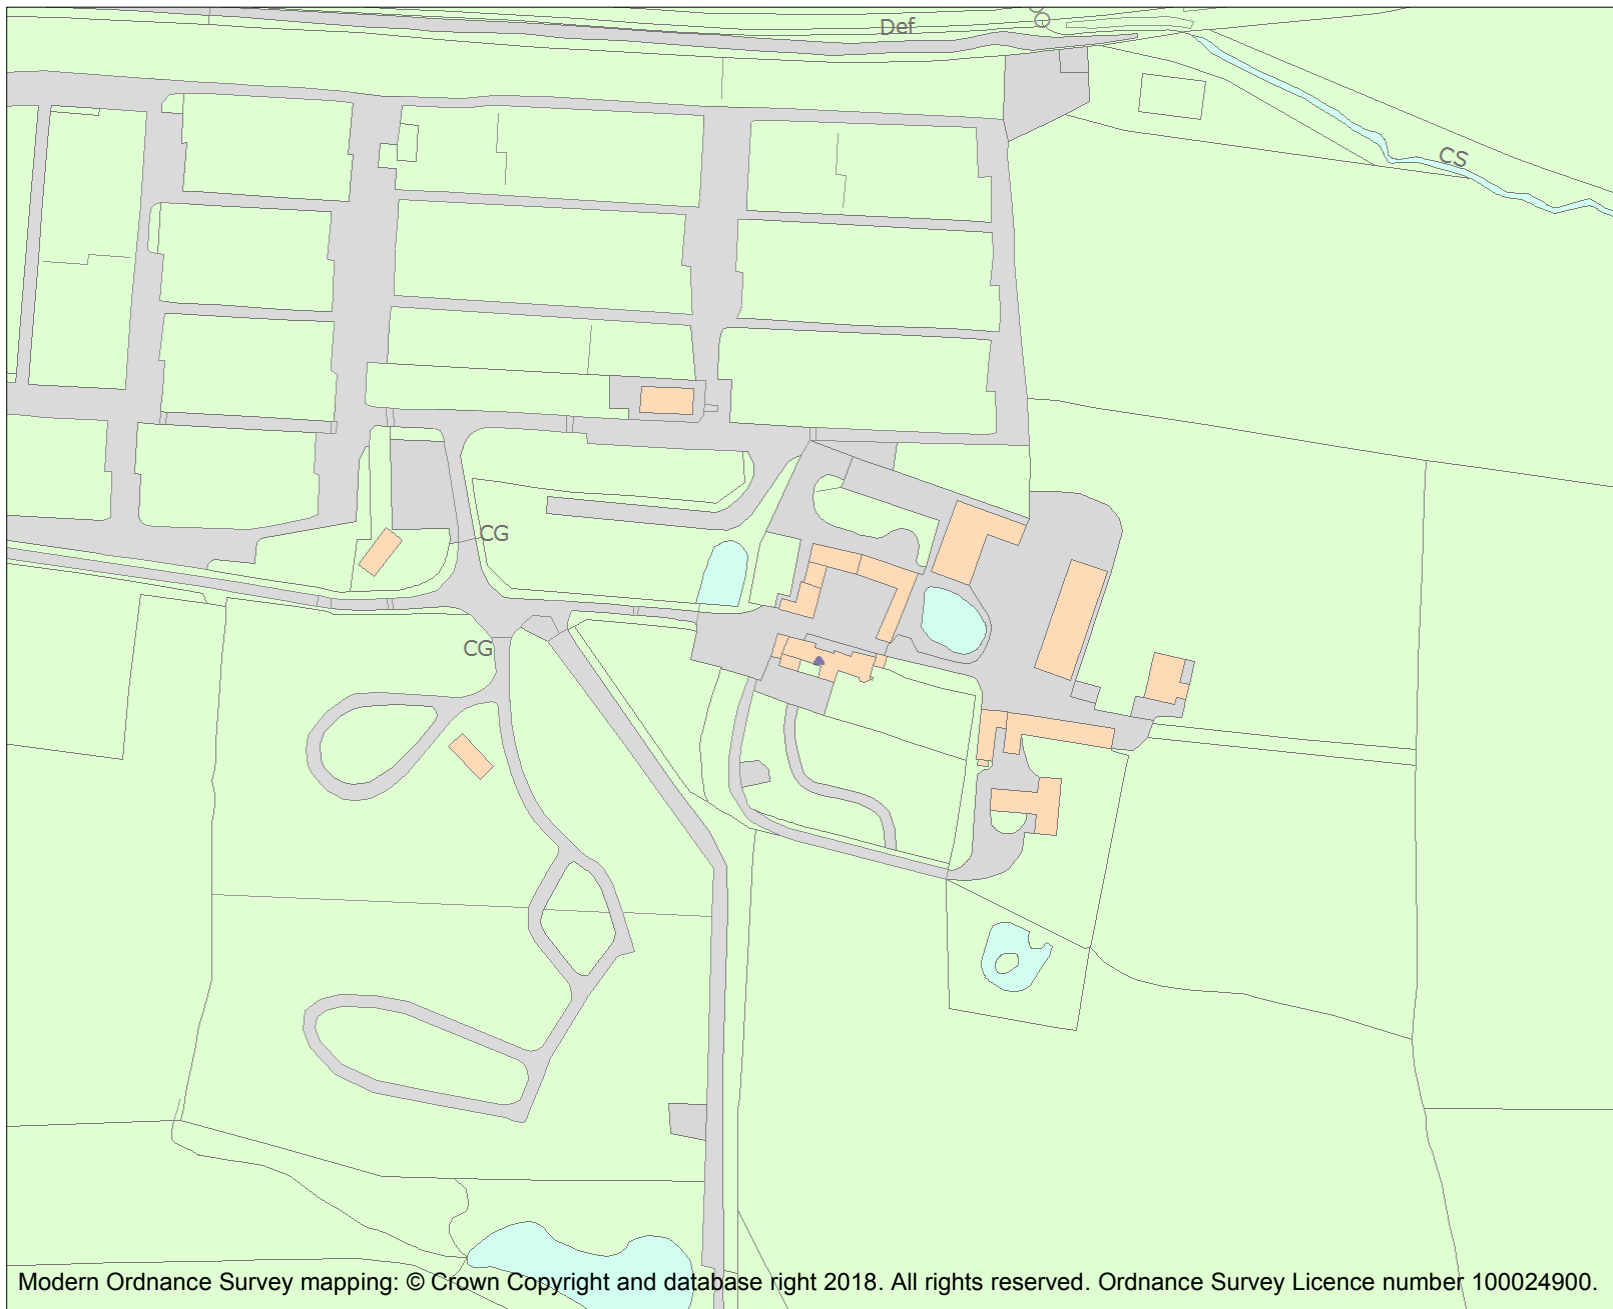 Def
CS
CG
CG
Modern Ordnance Survey mapping: © Crown Copyright and database right 2018. All rights reserved. Ordnance Survey Licence number 100024900.